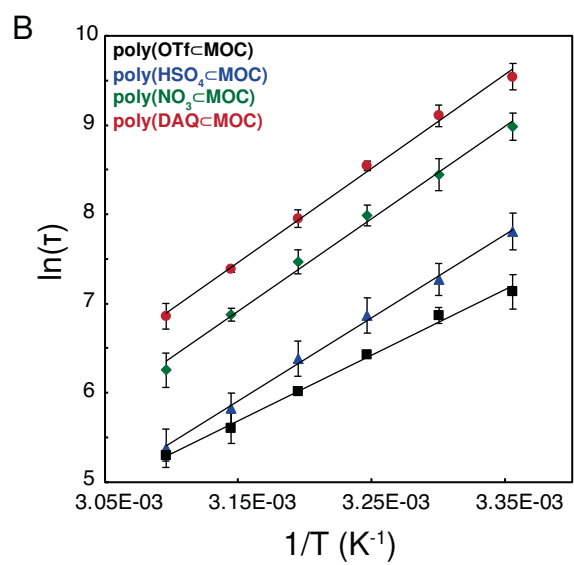 B
poly(OTf⊂MOC)
poly(HSO₄⊂MOC)
poly(NO₃⊂MOC)
poly(DAQ⊂MOC)
ln(τ)
10
9
8
7
6
5
3.05E-03 3.15E-03 3.25E-03 3.35E-03
1/T (K⁻¹)